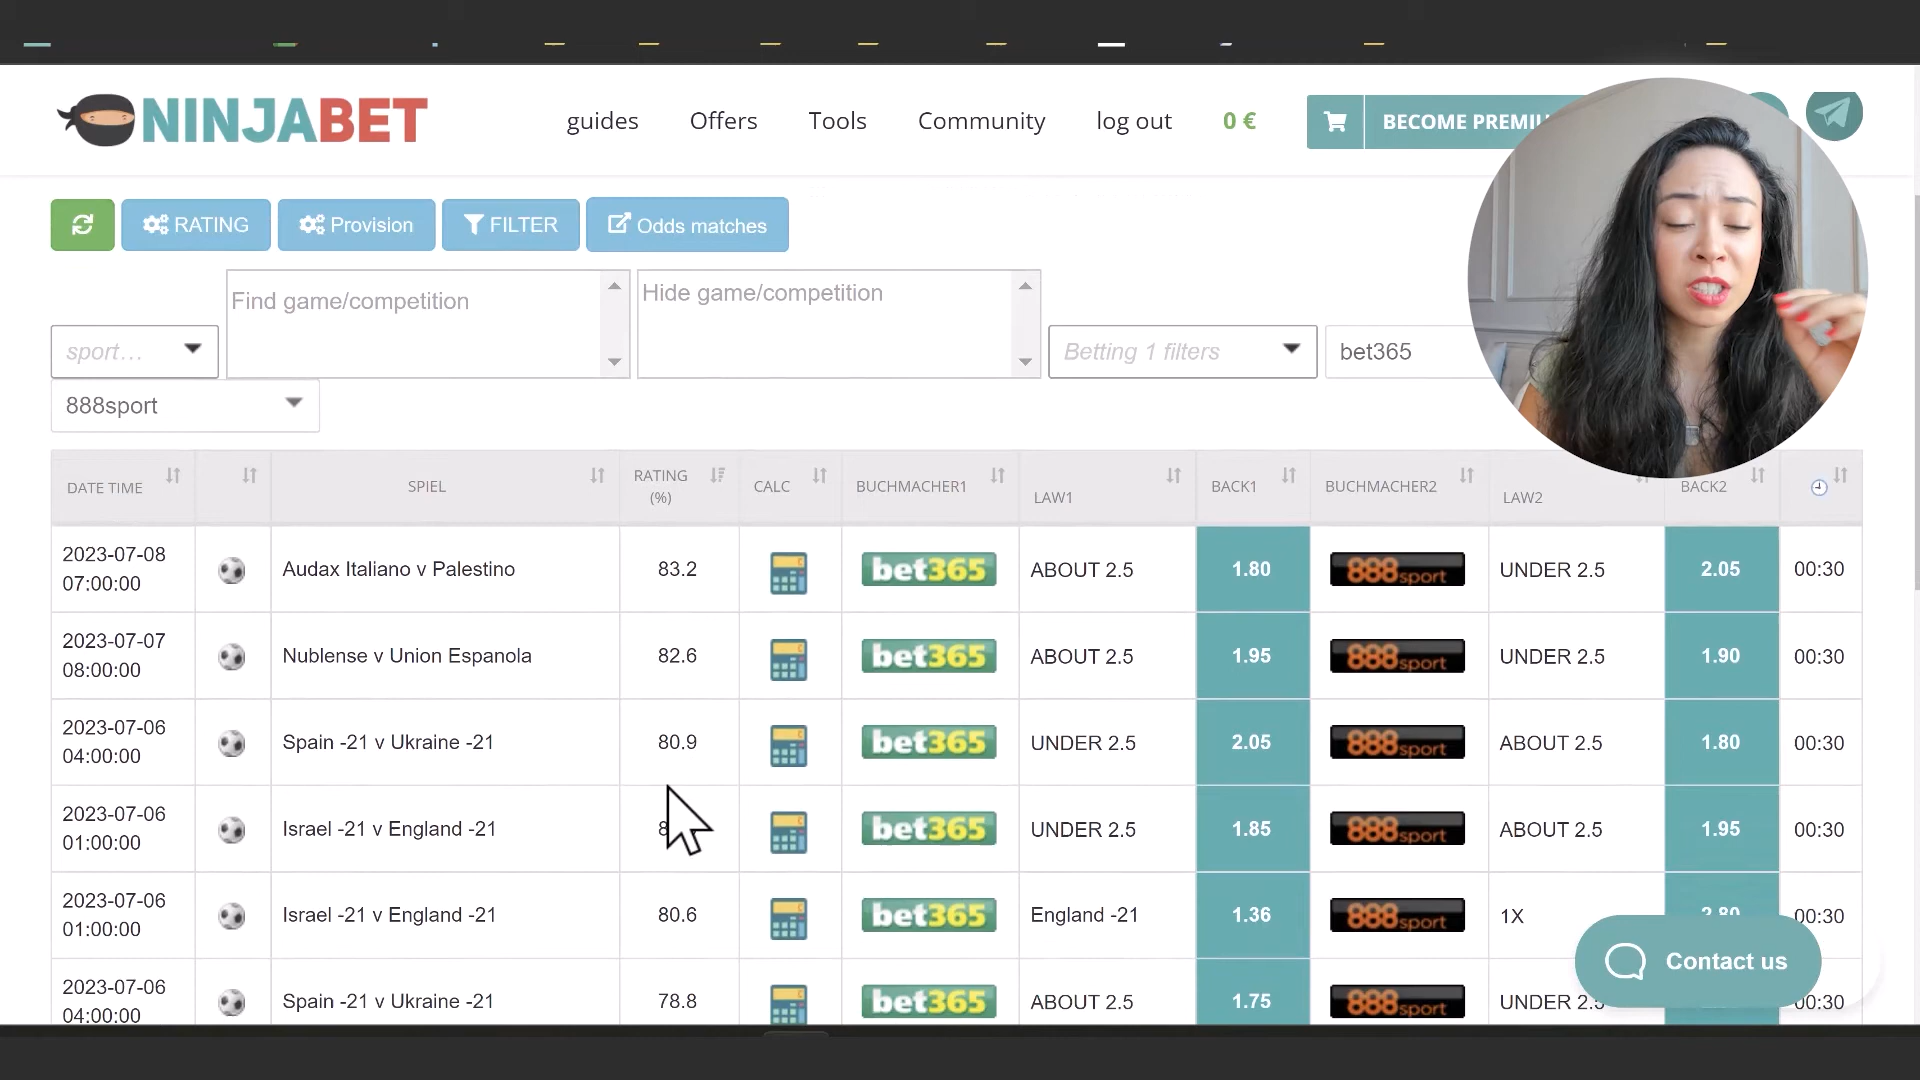 NINJABET
guides Offers Tools Community log out 0 € BECOME
RATING Provision FILTER Odds matches
Find game/competition Hide game/competition
sport… Betting 1 filters bet365
888sport
DATE TIME SPIEL RATING (%) CALC BUCHMACHER1 LAW1 BACK1 BUCHMACHER2 LAW2 BACK2
2023-07-08 07:00:00 Audax Italiano v Palestino 83.2 bet365 ABOUT 2.5 1.80 888sport UNDER 2.5 2.05 00:30
2023-07-07 08:00:00 Nublense v Union Espanola 82.6 bet365 ABOUT 2.5 1.95 888sport UNDER 2.5 1.90 00:30
2023-07-06 04:00:00 Spain -21 v Ukraine -21 80.9 bet365 UNDER 2.5 2.05 888sport ABOUT 2.5 1.80 00:30
2023-07-06 01:00:00 Israel -21 v England -21 bet365 UNDER 2.5 1.85 888sport ABOUT 2.5 1.95 00:30
2023-07-06 01:00:00 Israel -21 v England -21 80.6 bet365 England -21 1.36 888sport 1X 2.80 00:30
2023-07-06 04:00:00 Spain -21 v Ukraine -21 78.8 bet365 ABOUT 2.5 1.75 888sport UNDER 2.5 00:30
Contact us